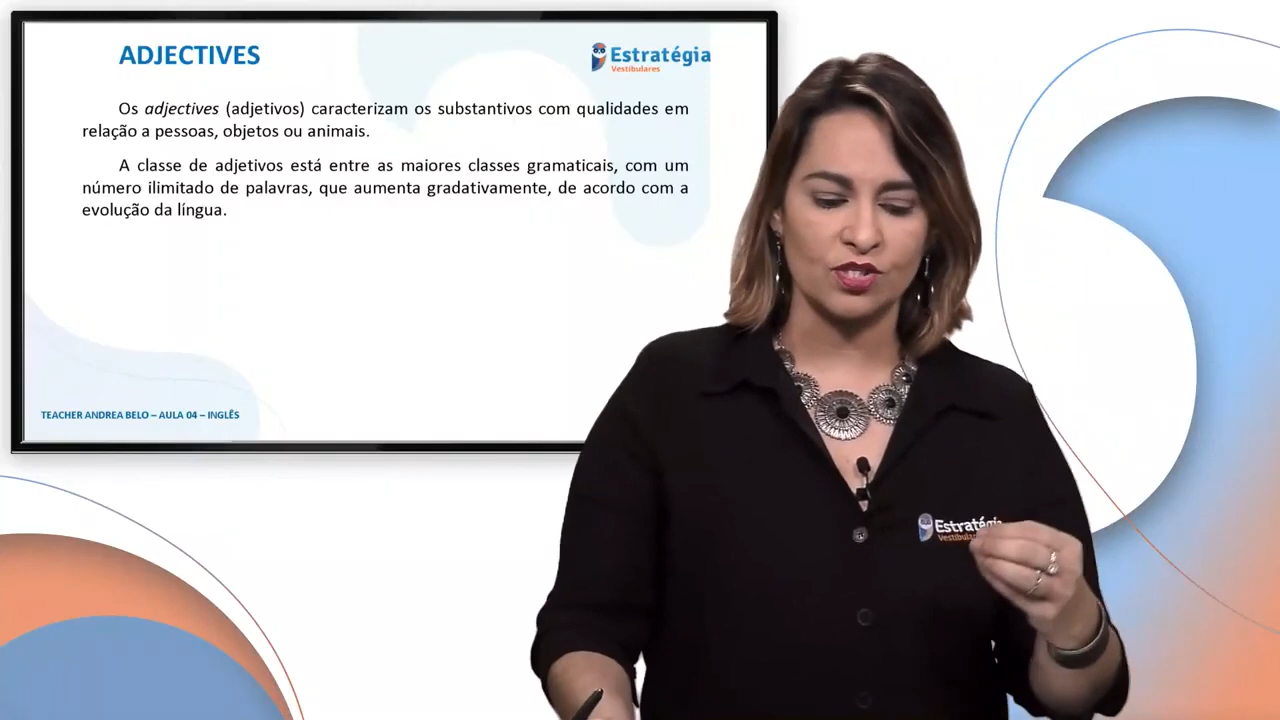 ADJECTIVES
Estratégia
Vestibulares
Os adjectives (adjetivos) caracterizam os substantivos com qualidades em
relação a pessoas, objetos ou animais.
A classe de adjetivos está entre as maiores classes gramaticais, com um
número ilimitado de palavras, que aumenta gradativamente, de acordo com a
evolução da língua.
TEACHER ANDREA BELO – AULA 04 – INGLÊS
Estratégia
Vestibular